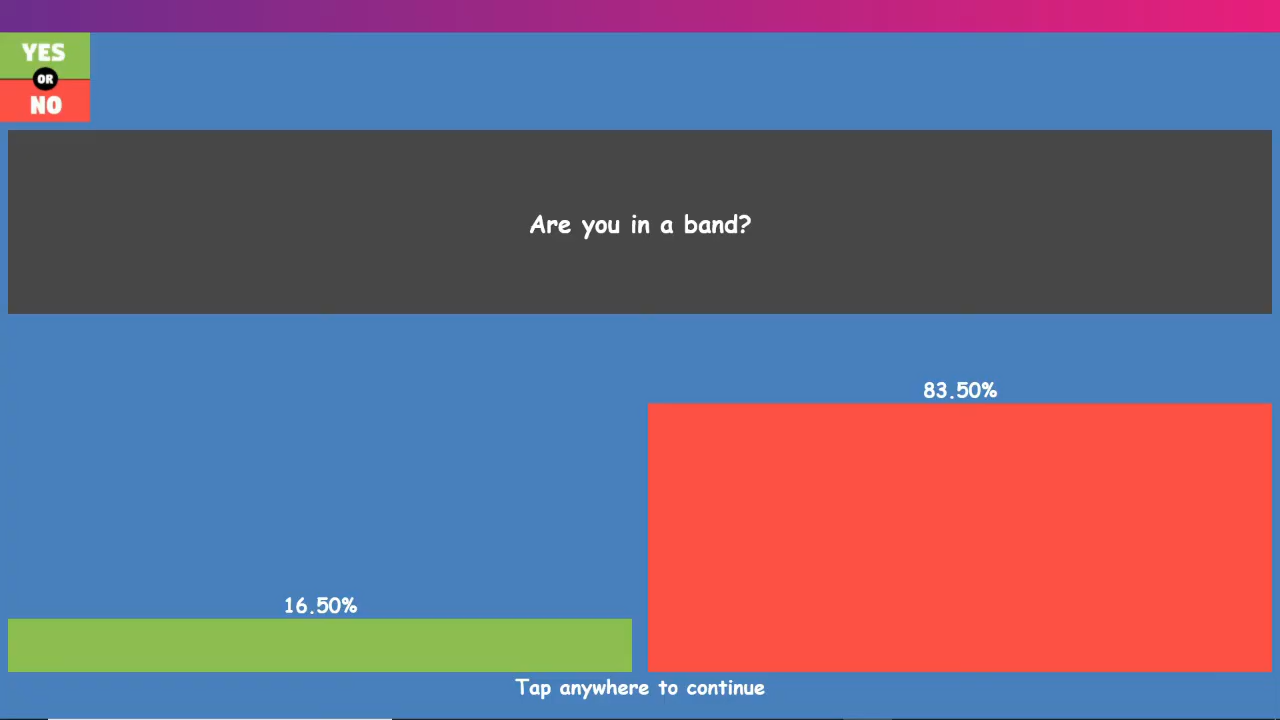 YES
OR
NO
Are you in a band?
83.50%
16.50%
Tap anywhere to continue